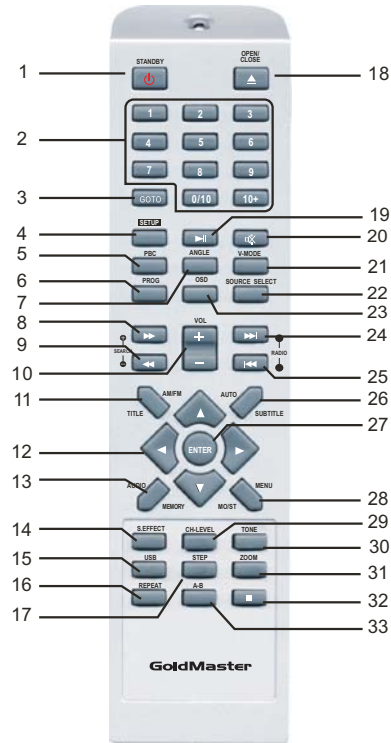 STANDBY
OPEN/
CLOSE
1
18
1 2 3
2
4 5 6
7 8 9
3
GOTO 0/10 10+
19
4
SETUP
20
5
PBC ANGLE V-MODE
21
6
PROG OSD SOURCE SELECT
22
7
23
8
VOL
24
9
SEARCH
+
RADIO
10
–
25
11
AM/FM AUTO
26
TITLE SUBTITLE
27
12
ENTER
13
AUDIO MENU
28
MEMORY MO/ST
29
14
S.EFFECT CH-LEVEL TONE
30
15
USB STEP ZOOM
31
16
REPEAT A-B
32
17
33
GoldMaster